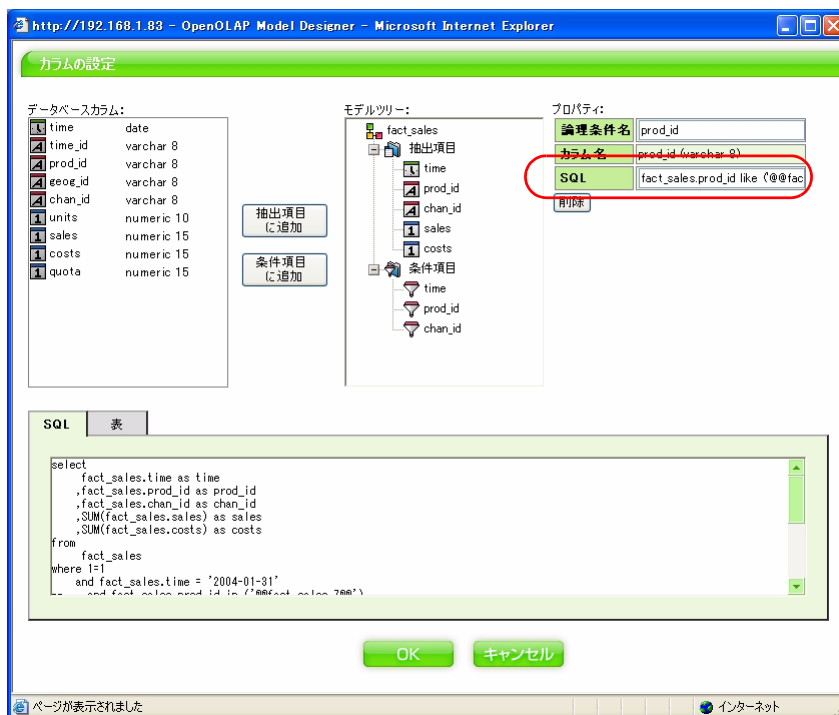 http://192.168.1.83 - OpenOLAP Model Designer - Microsoft Internet Explorer
カラムの設定
データベースカラム:
time date
time_id varchar 8
prod_id varchar 8
geog_id varchar 8
chan_id varchar 8
units numeric 10
sales numeric 15
costs numeric 15
quota numeric 15
抽出項目
に追加
条件項目
に追加
モデルツリー:
fact_sales
抽出項目
time
prod_id
chan_id
sales
costs
条件項目
time
prod_id
chan_id
プロパティ:
論理条件名 prod_id
カラム名 prod_id (varchar 8)
SQL fact_sales.prod_id like ('@@fac
削除
SQL 表
select
fact_sales.time as time
,fact_sales.prod_id as prod_id
,fact_sales.chan_id as chan_id
,SUM(fact_sales.sales) as sales
,SUM(fact_sales.costs) as costs
from
fact_sales
where 1=1
and fact_sales.time = '2004-01-31'
-- and fact_sales.prod_id in ('@@fact_sales.7@@')
OK キャンセル
ページが表示されました
インターネット